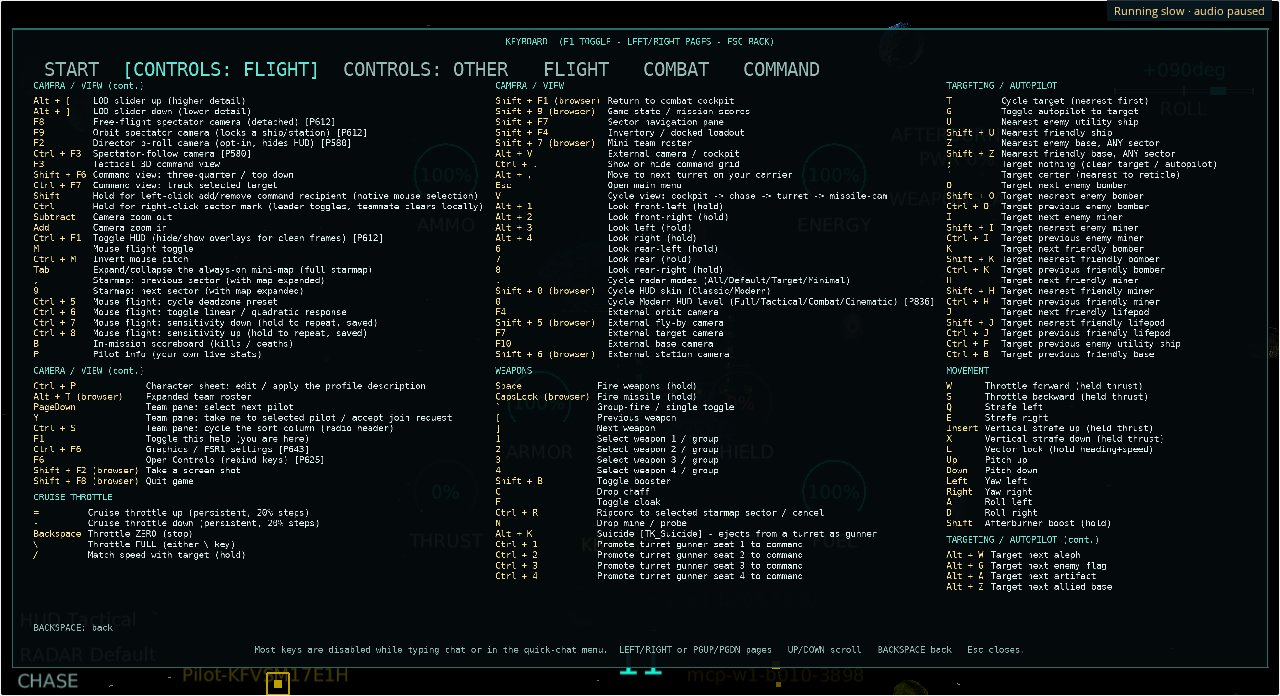 Running slow · audio paused
KEYBOARD (F1 TOGGLE - LEFT/RIGHT PAGES - ESC BACK)
START [CONTROLS: FLIGHT] CONTROLS: OTHER FLIGHT COMBAT COMMAND
CAMERA / VIEW (cont.)
Alt + [ LOD slider up (higher detail)
Alt + ] LOD slider down (lower detail)
F8 Free-flight spectator camera (detached) [P612]
F9 Orbit spectator camera (locks a ship/station) [P612]
F2 Director b-roll camera (opt-in, hides HUD) [P586]
Ctrl + F3 Spectator-follow camera [P580]
F3 Tactical 3D command view
Shift + F6 Command view: three-quarter / top down
Ctrl + F7 Command view: track selected target
Shift Hold for left-click add/remove command recipient (native mouse selection)
Ctrl Hold for right-click sector mark (leader toggles, teammate clears locally)
Subtract Camera zoom out
Add Camera zoom in
Ctrl + F1 Toggle HUD (hide/show overlays for clean frames) [P612]
M Mouse flight toggle
Ctrl + M Invert mouse pitch
Tab Expand/collapse the always-on mini-map (full starmap)
, Starmap: previous sector (with map expanded)
9 Starmap: next sector (with map expanded)
Ctrl + 5 Mouse flight: cycle deadzone preset
Ctrl + 6 Mouse flight: toggle linear / quadratic response
Ctrl + 7 Mouse flight: sensitivity down (hold to repeat, saved)
Ctrl + 8 Mouse flight: sensitivity up (hold to repeat, saved)
B In-mission scoreboard (kills / deaths)
P Pilot info (your own live stats)
CAMERA / VIEW (cont.)
Ctrl + P Character sheet: edit / apply the profile description
Alt + T (browser) Expanded team roster
PageDown Team pane: select next pilot
Y Team pane: take me to selected pilot / accept join request
Ctrl + S Team pane: cycle the sort column (radio header)
F1 Toggle this help (you are here)
Ctrl + F6 Graphics / FSR1 settings [P643]
F6 Open Controls (rebind keys) [P625]
Shift + F2 (browser) Take a screen shot
Shift + F8 (browser) Quit game
CRUISE THROTTLE
= Cruise throttle up (persistent, 20% steps)
- Cruise throttle down (persistent, 20% steps)
Backspace Throttle ZERO (stop)
\ Throttle FULL (either \ key)
/ Match speed with target (hold)
CAMERA / VIEW
Shift + F1 (browser) Return to combat cockpit
Shift + 9 (browser) Game state / mission scores
Shift + F7 Sector navigation pane
Shift + F4 Inventory / docked loadout
Shift + 7 (browser) Mini team roster
Alt + V External camera / cockpit
Ctrl + . Show or hide command grid
Alt + . Move to next turret on your carrier
Esc Open main menu
V Cycle view: cockpit -> chase -> turret -> missile-cam
Alt + 1 Look front-left (hold)
Alt + 2 Look front-right (hold)
Alt + 3 Look left (hold)
Alt + 4 Look right (hold)
6 Look rear-left (hold)
7 Look rear (hold)
8 Look rear-right (hold)
. Cycle radar modes (All/Default/Target/Minimal)
Shift + 0 (browser) Cycle HUD skin (Classic/Modern)
0 Cycle Modern HUD level (Full/Tactical/Combat/Cinematic) [P836]
F4 External orbit camera
Shift + 5 (browser) External fly-by camera
F7 External target camera
F10 External base camera
Shift + 6 (browser) External station camera
WEAPONS
Space Fire weapons (hold)
CapsLock (browser) Fire missile (hold)
` Group-fire / single toggle
[ Previous weapon
] Next weapon
1 Select weapon 1 / group
2 Select weapon 2 / group
3 Select weapon 3 / group
4 Select weapon 4 / group
Shift + B Toggle booster
C Drop chaff
F Toggle cloak
Ctrl + R Ripcord to selected starmap sector / cancel
N Drop mine / probe
Alt + K Suicide [TK_Suicide] - ejects from a turret as gunner
Ctrl + 1 Promote turret gunner seat 1 to command
Ctrl + 2 Promote turret gunner seat 2 to command
Ctrl + 3 Promote turret gunner seat 3 to command
Ctrl + 4 Promote turret gunner seat 4 to command
TARGETING / AUTOPILOT
T Cycle target (nearest first)
G Toggle autopilot to target
U Nearest enemy utility ship
Shift + U Nearest friendly ship
Z Nearest enemy base, ANY sector
Shift + Z Nearest friendly base, ANY sector
Target nothing (clear target / autopilot)
Target center (nearest to reticle)
O Target next enemy bomber
Shift + O Target nearest enemy bomber
Ctrl + O Target previous enemy bomber
I Target next enemy miner
Shift + I Target nearest enemy miner
Ctrl + I Target previous enemy miner
K Target next friendly bomber
Shift + K Target nearest friendly bomber
Ctrl + K Target previous friendly bomber
H Target next friendly miner
Shift + H Target nearest friendly miner
Ctrl + H Target previous friendly miner
J Target next friendly lifepod
Shift + J Target nearest friendly lifepod
Ctrl + J Target previous friendly lifepod
Ctrl + F Target previous enemy utility ship
Ctrl + B Target previous friendly base
MOVEMENT
W Throttle forward (held thrust)
S Throttle backward (held thrust)
Q Strafe left
E Strafe right
Insert Vertical strafe up (held thrust)
X Vertical strafe down (held thrust)
L Vector lock (hold heading+speed)
Up Pitch up
Down Pitch down
Left Yaw left
Right Yaw right
A Roll left
D Roll right
Shift Afterburner boost (hold)
TARGETING / AUTOPILOT (cont.)
Alt + W Target next aleph
Alt + G Target next enemy flag
Alt + A Target next artifact
Alt + Z Target next allied base
+090deg
ROLL
100%
AMMO
100%
ENERGY
ARMOR
0%
THRUST
100%
HUD Tactical
BACKSPACE: back
RADAR Default
Most keys are disabled while typing chat or in the quick-chat menu. LEFT/RIGHT or PGUP/PGDN pages UP/DOWN scroll BACKSPACE back Esc closes.
CHASE
Pilot-KFVSM17E1H
mcp-w1-b010-3898